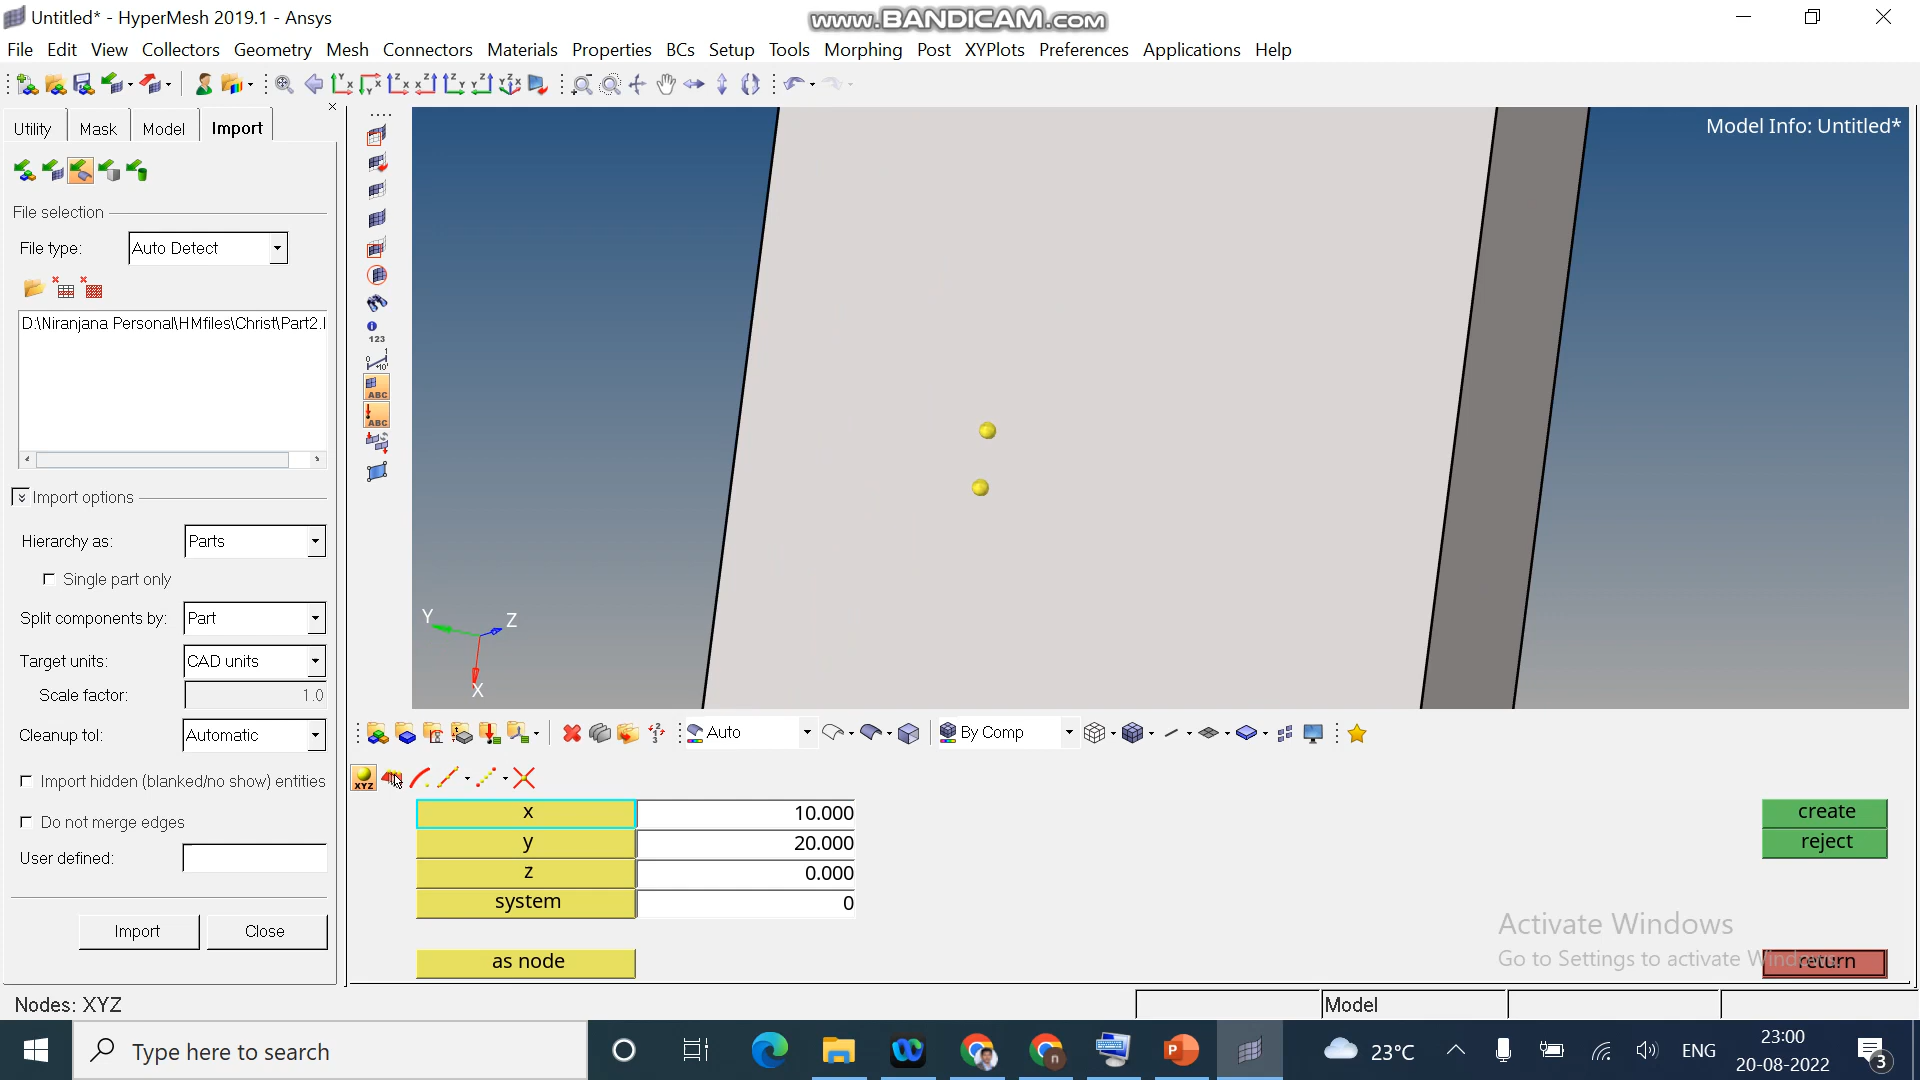 Untitled* - HyperMesh 2019.1 - Ansys
www.BANDICAM.com
File Edit View Collectors Geometry Mesh Connectors Materials Properties BCs Setup Tools Morphing Post XYPlots Preferences Applications Help
Utility Mask Model Import
Model Info: Untitled*
File selection
File type: Auto Detect
D:\Niranjana Personal\HMfiles\Christ\Part2.I
123
ABC
ABC
Import options
Hierarchy as: Parts
Single part only
Split components by: Part
Target units: CAD units
Scale factor: 1.0
Cleanup tol: Automatic
Import hidden (blanked/no show) entities
Do not merge edges
User defined:
Import Close
Y Z
X
Auto By Comp
XYZ
x 10.000 create
y 20.000 reject
z 0.000
system 0
as node return
Activate Windows
Go to Settings to activate Windows.
Nodes: XYZ Model
Type here to search
23°C ENG 23:00
20-08-2022
3